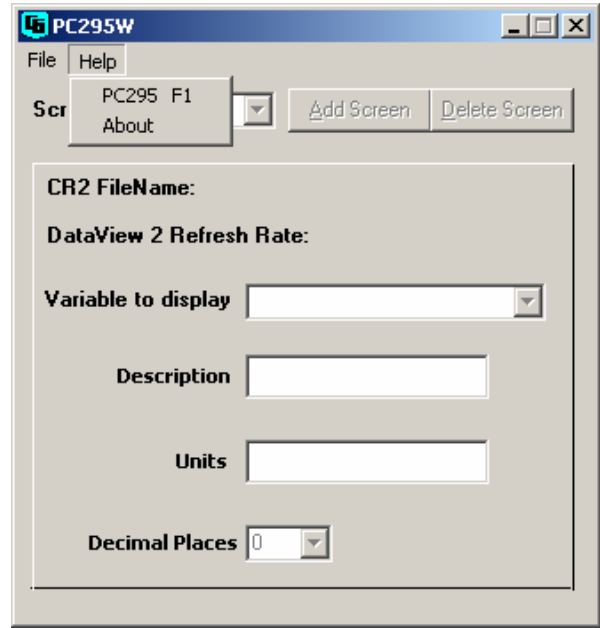 PC295W
File Help
PC295 F1
About
Scr
Add Screen Delete Screen
CR2 FileName:
DataView 2 Refresh Rate:
Variable to display
Description
Units
Decimal Places 0